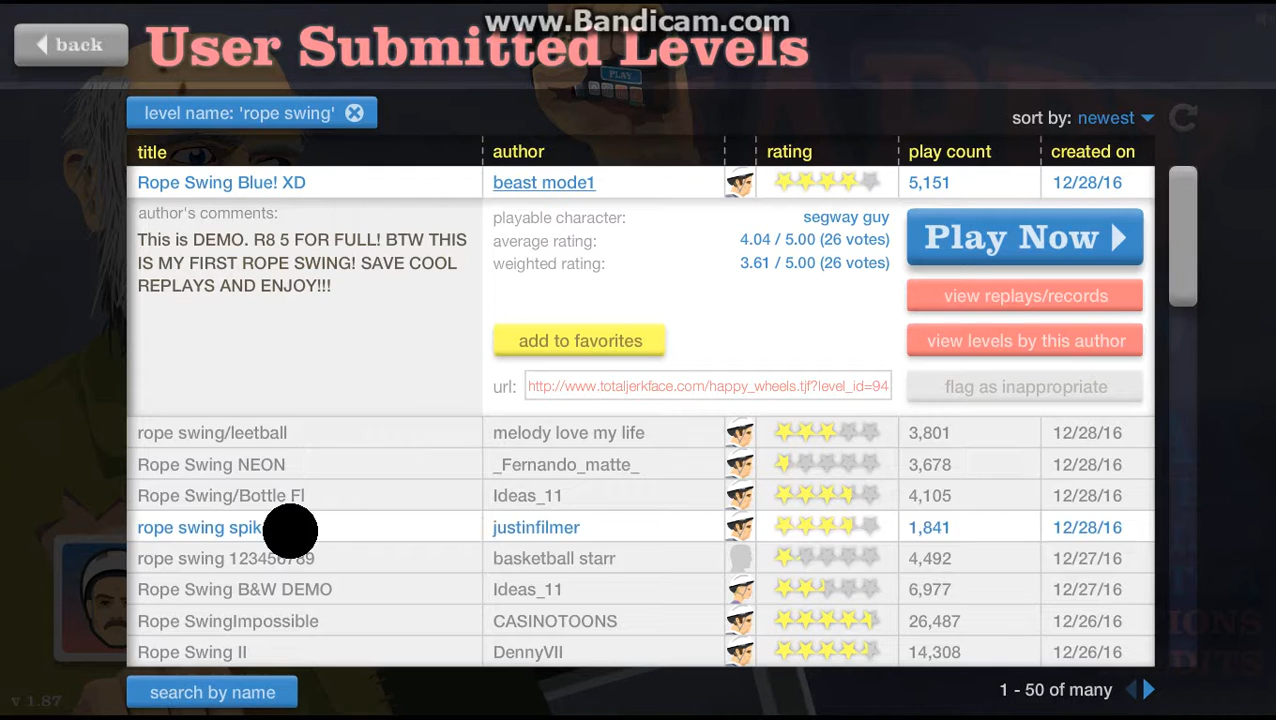 www.Bandicam.com
back
User Submitted Levels
PLAY
level name: 'rope swing'
sort by: newest
title author rating play count created on
Rope Swing Blue! XD beast mode1 5,151 12/28/16
author's comments:
This is DEMO. R8 5 FOR FULL! BTW THIS
IS MY FIRST ROPE SWING! SAVE COOL
REPLAYS AND ENJOY!!!
playable character: segway guy
average rating: 4.04 / 5.00 (26 votes)
weighted rating: 3.61 / 5.00 (26 votes)
add to favorites
url: http://www.totaljerkface.com/happy_wheels.tjf?level_id=94
Play Now
view replays/records
view levels by this author
flag as inappropriate
rope swing/leetball melody love my life 3,801 12/28/16
Rope Swing NEON _Fernando_matte_ 3,678 12/28/16
Rope Swing/Bottle Fl Ideas_11 4,105 12/28/16
rope swing spik justinfilmer 1,841 12/28/16
rope swing 123456789 basketball starr 4,492 12/27/16
Rope Swing B&W DEMO Ideas_11 6,977 12/27/16
Rope SwingImpossible CASINOTOONS 26,487 12/26/16
Rope Swing II DennyVII 14,308 12/26/16
search by name
1 - 50 of many
v 1.87